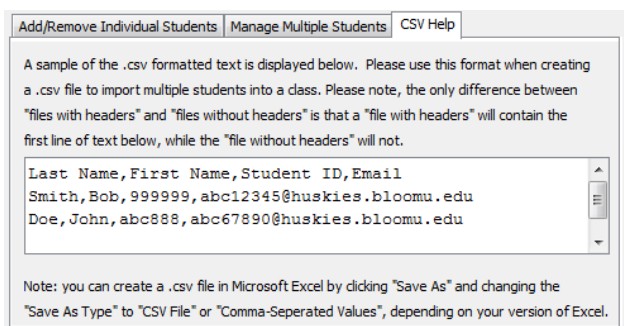 Add/Remove Individual Students Manage Multiple Students CSV Help
A sample of the .csv formatted text is displayed below. Please use this format when creating
a .csv file to import multiple students into a class. Please note, the only difference between
"files with headers" and "files without headers" is that a "file with headers" will contain the
first line of text below, while the "file without headers" will not.
Last Name,First Name,Student ID,Email
Smith,Bob,999999,abc12345@huskies.bloomu.edu
Doe,John,abc888,abc67890@huskies.bloomu.edu
Note: you can create a .csv file in Microsoft Excel by clicking "Save As" and changing the
"Save As Type" to "CSV File" or "Comma-Seperated Values", depending on your version of Excel.